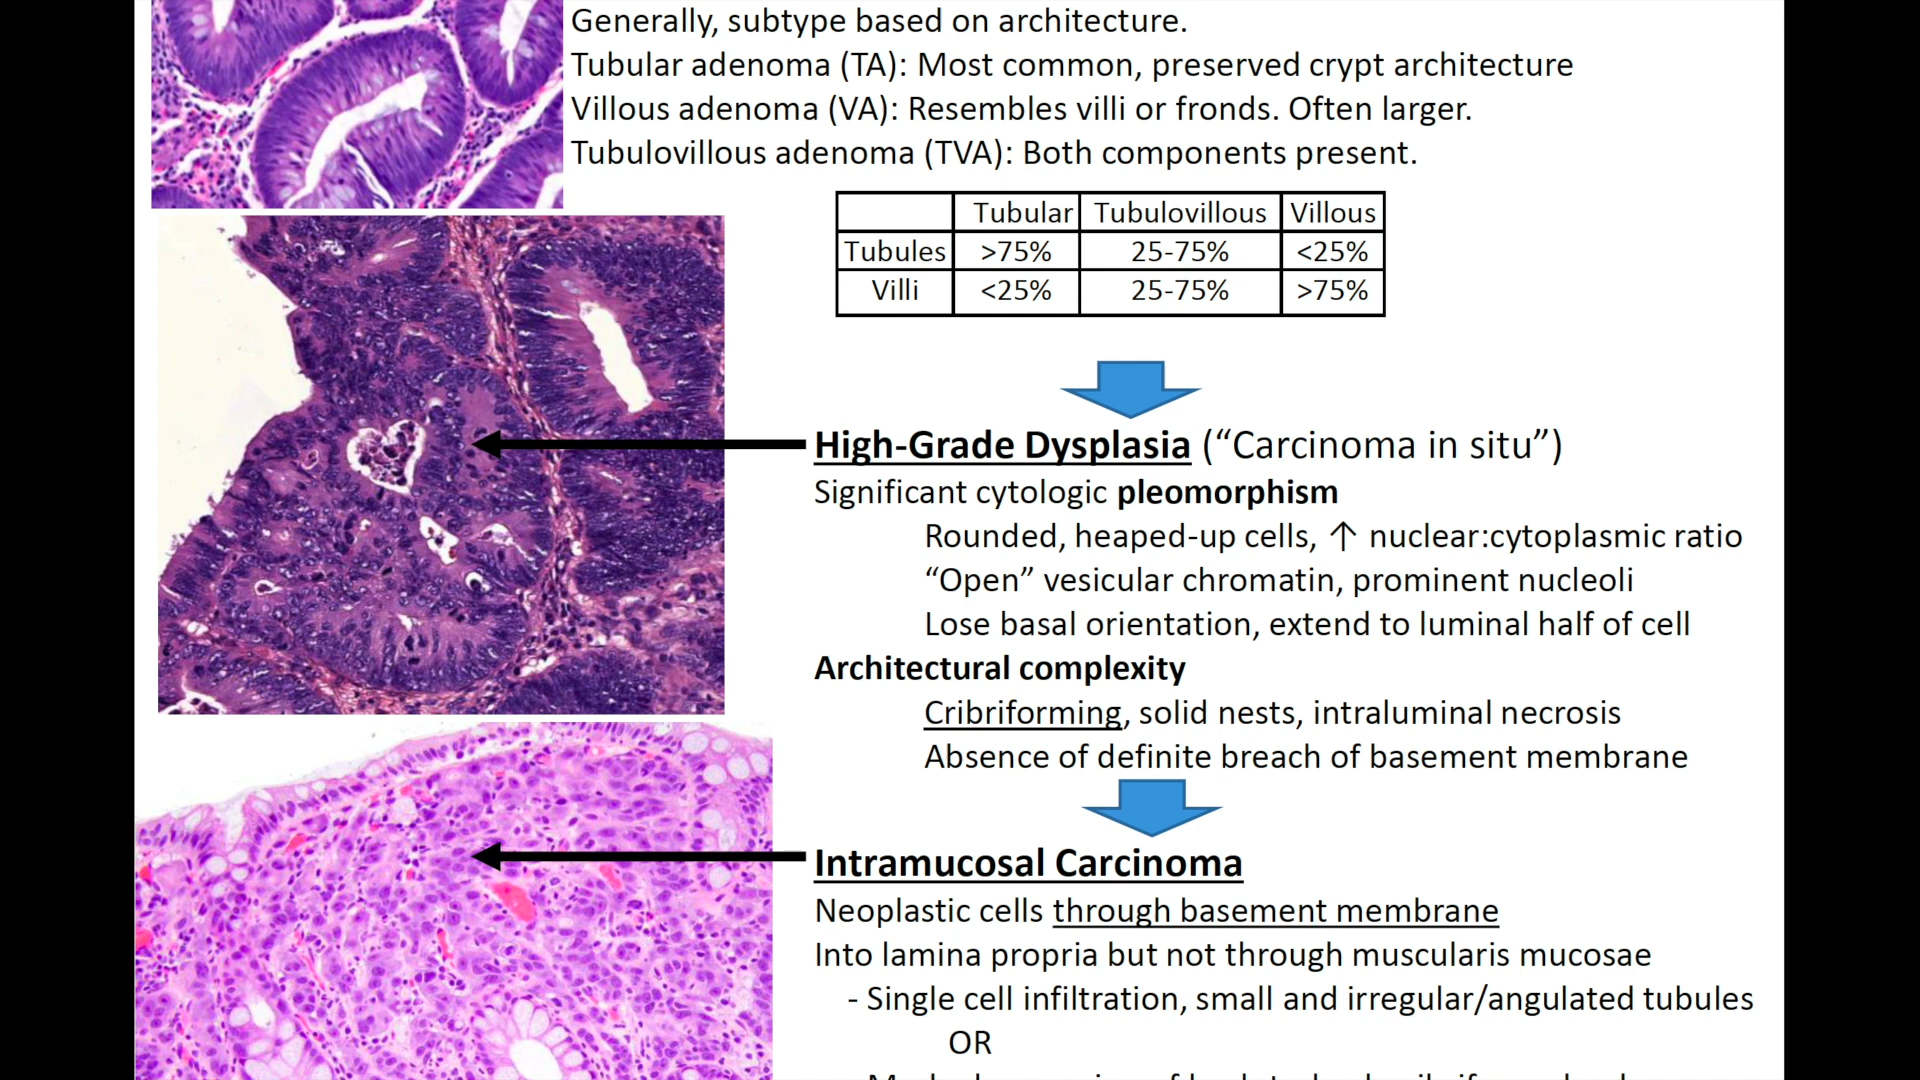 Generally, subtype based on architecture.
Tubular adenoma (TA): Most common, preserved crypt architecture
Villous adenoma (VA): Resembles villi or fronds. Often larger.
Tubulovillous adenoma (TVA): Both components present.
Tubular Tubulovillous Villous
Tubules >75% 25-75% <25%
Villi <25% 25-75% >75%
High-Grade Dysplasia (“Carcinoma in situ”)
Significant cytologic pleomorphism
Rounded, heaped-up cells, ↑ nuclear:cytoplasmic ratio
“Open” vesicular chromatin, prominent nucleoli
Lose basal orientation, extend to luminal half of cell
Architectural complexity
Cribriforming, solid nests, intraluminal necrosis
Absence of definite breach of basement membrane
Intramucosal Carcinoma
Neoplastic cells through basement membrane
Into lamina propria but not through muscularis mucosae
- Single cell infiltration, small and irregular/angulated tubules
OR